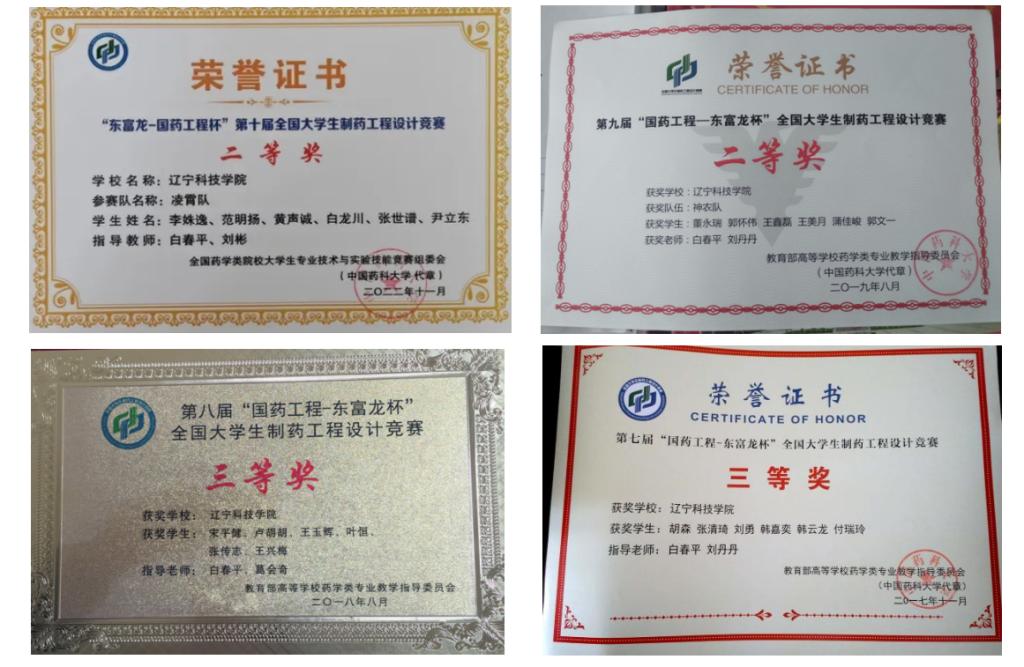 荣誉证书
“东富龙-国药工程杯”第十届全国大学生制药工程设计竞赛
二等奖
学校名称：辽宁科技学院
参赛队名称：凌霄队
学生姓名：李姝逸、范明扬、黄声诚、白龙川、张世谱、尹立东
指导教师：白春平、刘彬
全国药学类院校大学生专业技术与实验技能竞赛组委会
（中国药科大学代章）
二〇二二年十一月
荣誉证书
CERTIFICATE OF HONOR
第九届“国药工程—东富龙杯”全国大学生制药工程设计竞赛
二等奖
获奖学校：辽宁科技学院
获奖队伍：神农队
获奖学生：董永瑞 郭怀伟 王鑫磊 王美月 蒲佳峻 郭文一
获奖老师：白春平 刘丹丹
教育部高等学校药学类专业教学指导委员会
（中国药科大学代章）
二〇一九年八月
第八届“国药工程-东富龙杯”
全国大学生制药工程设计竞赛
三等奖
获奖学校： 辽宁科技学院
获奖学生： 宋平健、卢胡胡、王玉辉、叶恒、
张传志、王兴梅
指导老师： 白春平、葛会奇
教育部高等学校药学类专业教学指导委员会
二〇一八年八月
荣誉证书
CERTIFICATE OF HONOR
第七届“国药工程-东富龙杯”全国大学生制药工程设计竞赛
三等奖
获奖学校： 辽宁科技学院
获奖学生： 胡森 张清琦 刘勇 韩嘉奕 韩云龙 付瑞玲
指导老师： 白春平 刘丹丹
教育部高等学校药学类专业教学指导委员会
（中国药科大学代章）
二〇一七年十一月